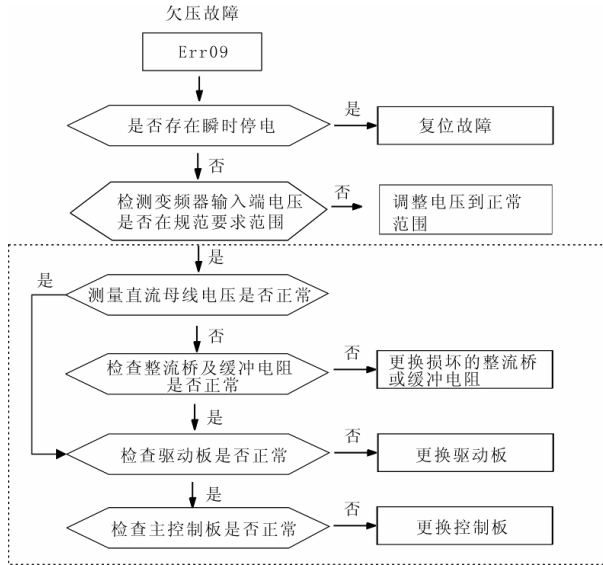 欠压故障
Err09
是否存在瞬时停电
是
复位故障
否
检测变频器输入端电压
是否在规范要求范围
否
调整电压到正常
范围
是
是
测量直流母线电压是否正常
否
检查整流桥及缓冲电阻
是否正常
否
更换损坏的整流桥
或缓冲电阻
是
检查驱动板是否正常
否
更换驱动板
是
检查主控制板是否正常
否
更换控制板